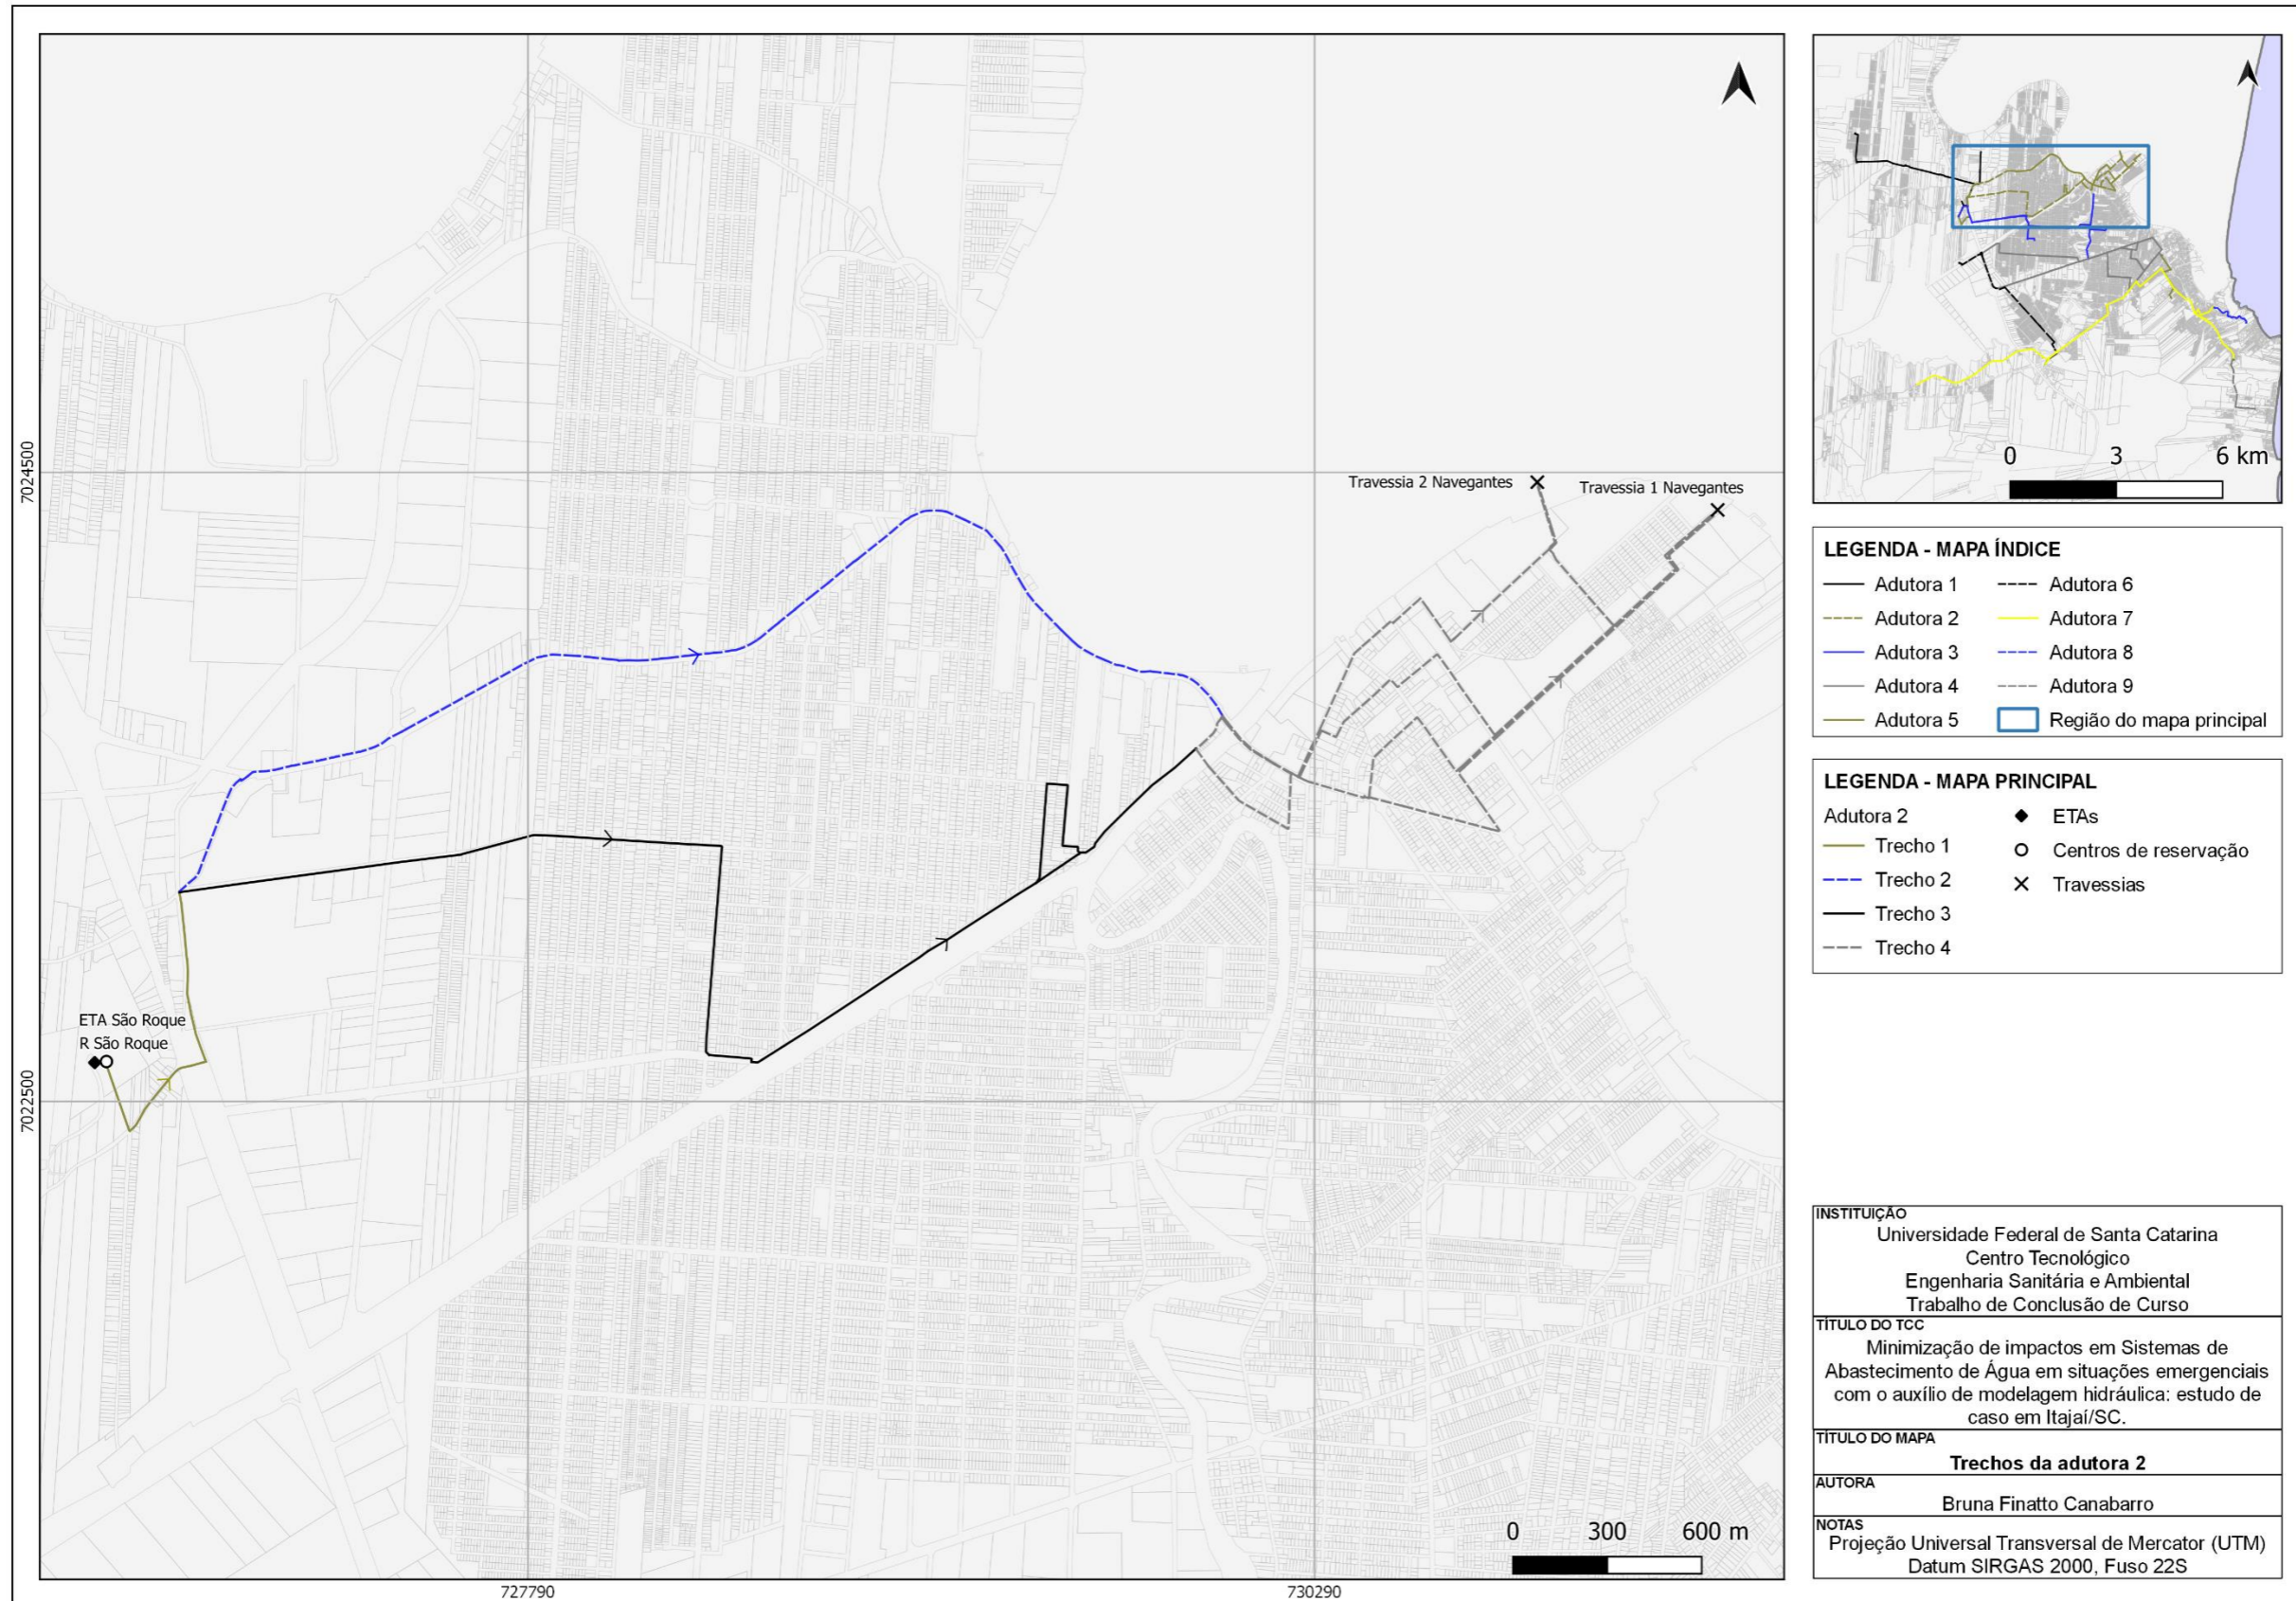 7024500
7022500
727790
730290
Travessia 2 Navegantes
Travessia 1 Navegantes
ETA São Roque
R São Roque
0 300 600 m
0 3 6 km
LEGENDA - MAPA ÍNDICE
Adutora 1
Adutora 2
Adutora 3
Adutora 4
Adutora 5
Adutora 6
Adutora 7
Adutora 8
Adutora 9
Região do mapa principal
LEGENDA - MAPA PRINCIPAL
Adutora 2
Trecho 1
Trecho 2
Trecho 3
Trecho 4
ETAs
Centros de reservação
Travessias
INSTITUIÇÃO
Universidade Federal de Santa Catarina
Centro Tecnológico
Engenharia Sanitária e Ambiental
Trabalho de Conclusão de Curso
TÍTULO DO TCC
Minimização de impactos em Sistemas de
Abastecimento de Água em situações emergenciais
com o auxílio de modelagem hidráulica: estudo de
caso em Itajaí/SC.
TÍTULO DO MAPA
Trechos da adutora 2
AUTORA
Bruna Finatto Canabarro
NOTAS
Projeção Universal Transversal de Mercator (UTM)
Datum SIRGAS 2000, Fuso 22S